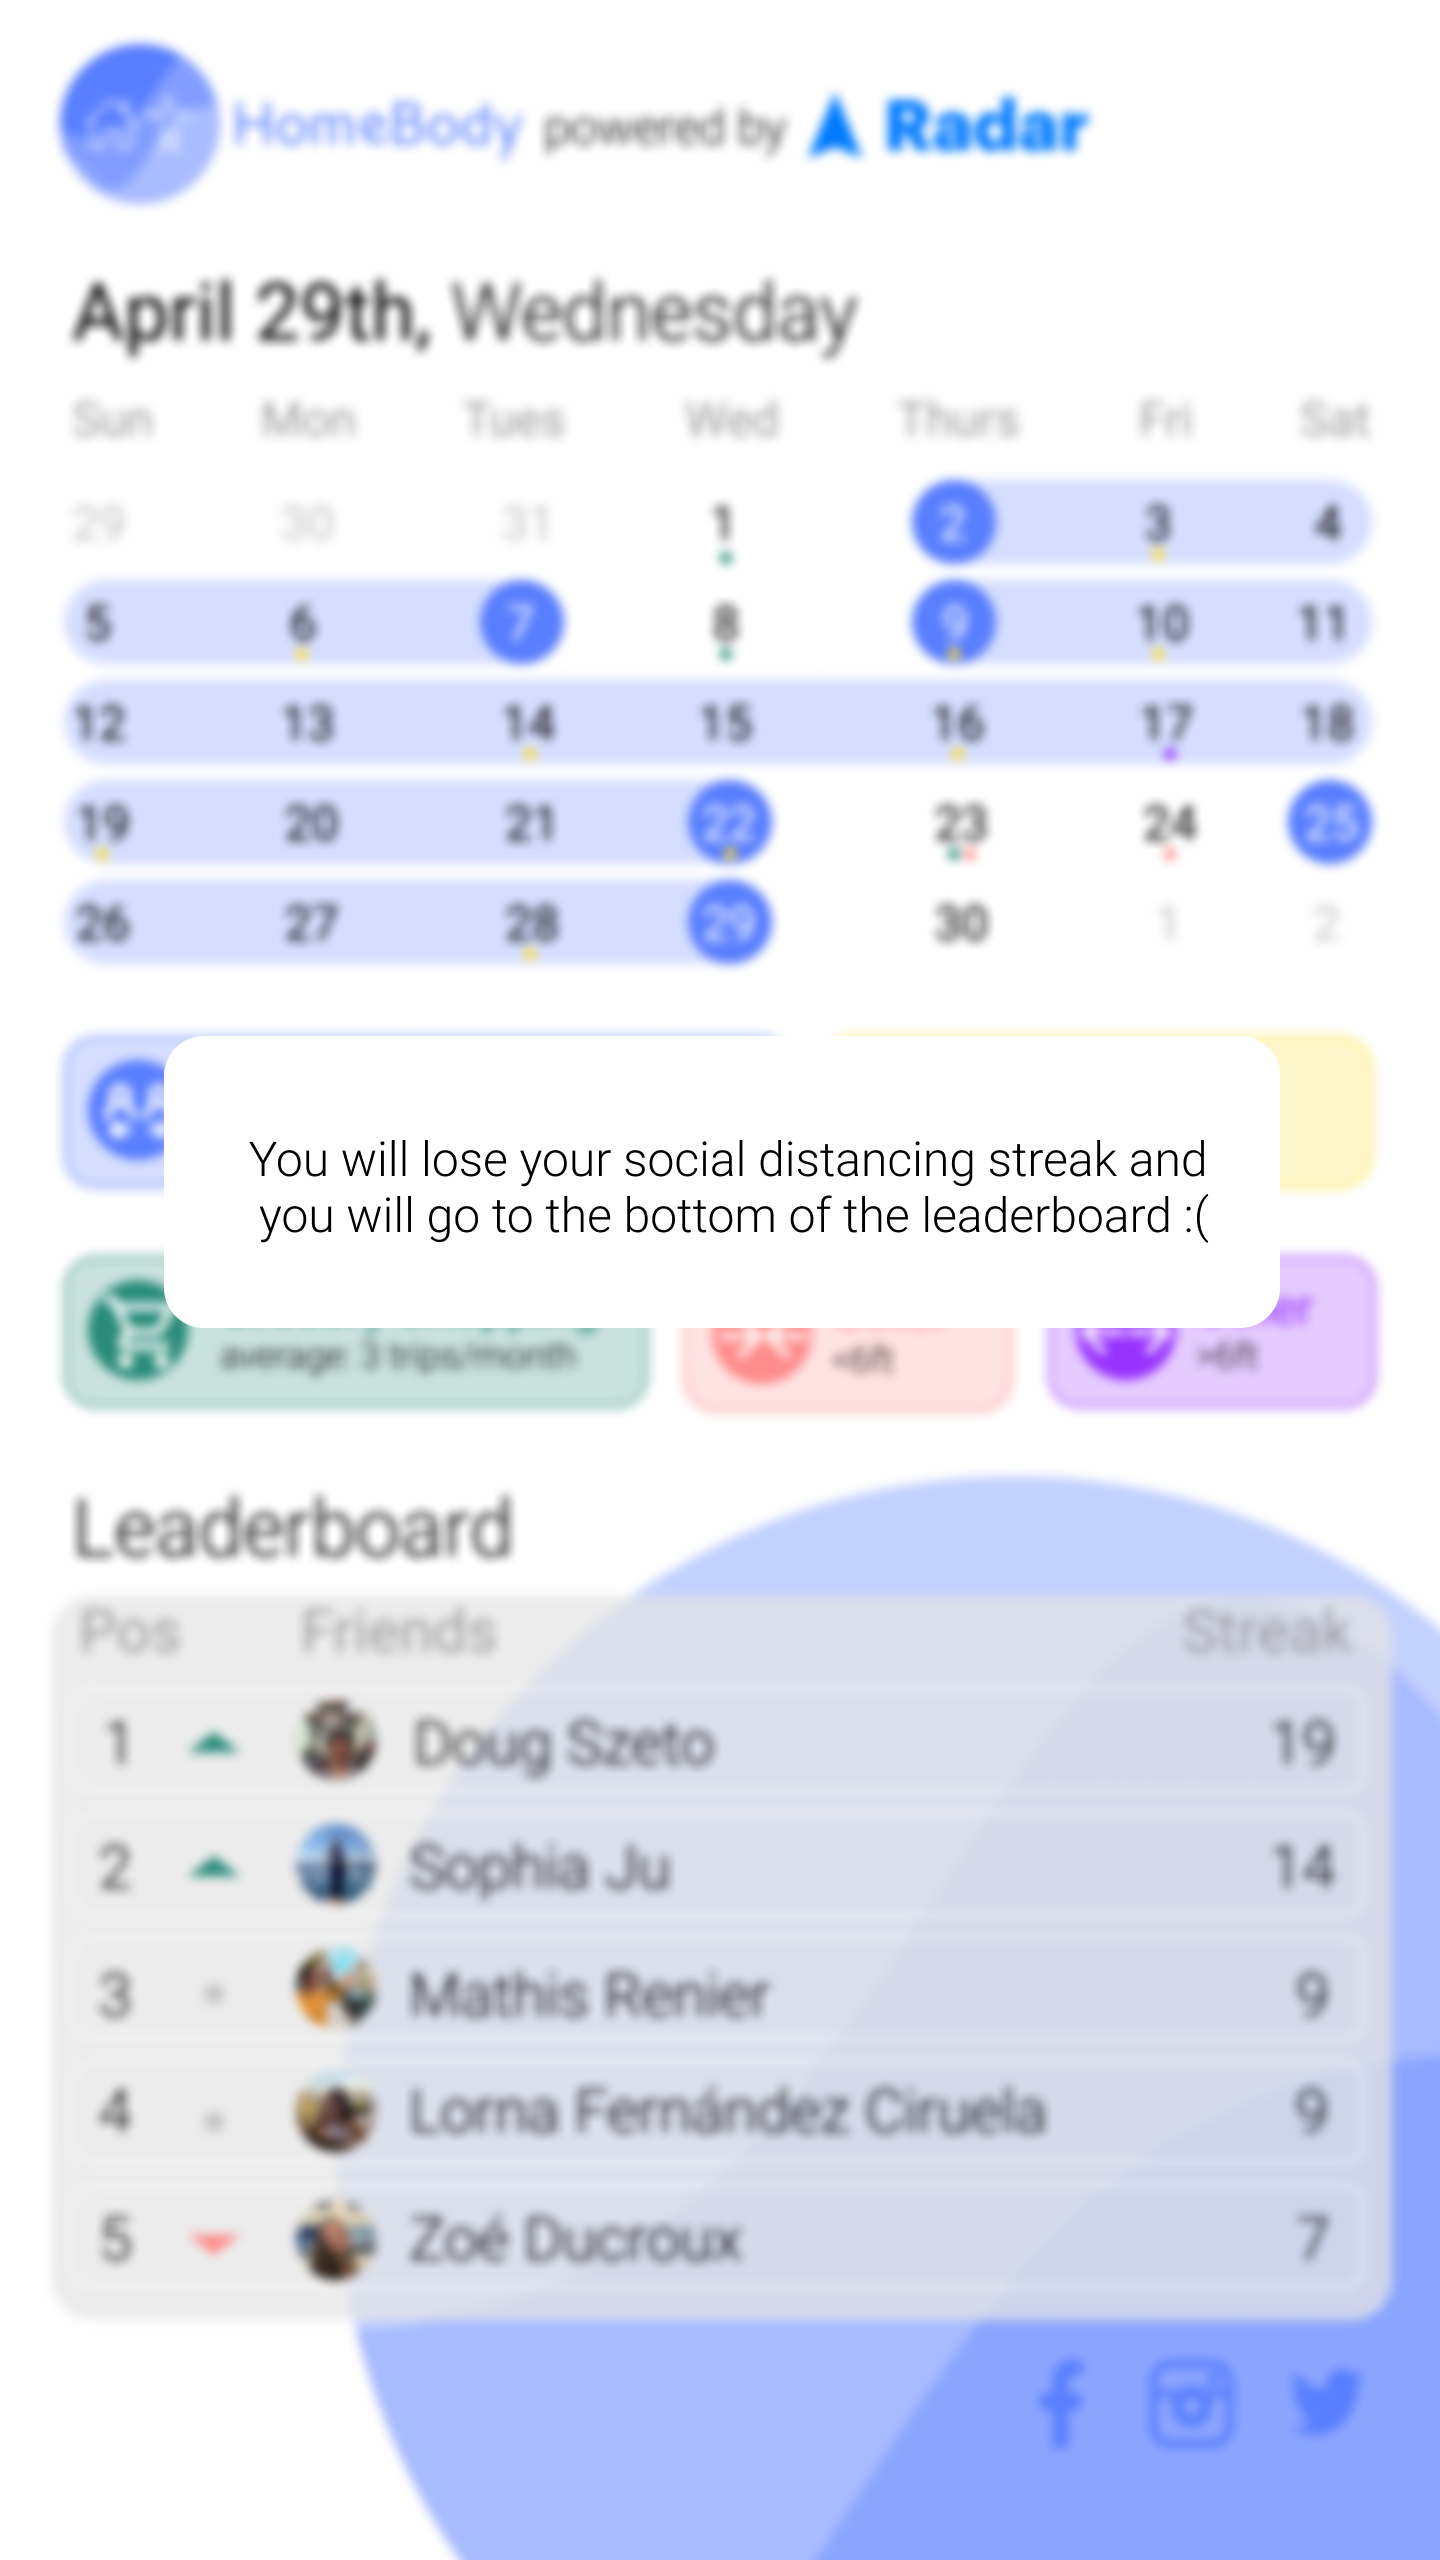 HomeBody powered by Radar
April 29th, Wednesday
Sun Mon Tues Wed Thurs Fri Sat
29 30 31 1 2 3 4
5 6 7 8 9 10 11
12 13 14 15 16 17 18
19 20 21 22 23 24 25
26 27 28 29 30 1 2
You will lose your social distancing streak and
you will go to the bottom of the leaderboard :(
average: 3 trips/month <6ft >6ft
Leaderboard
Pos Friends Streak
1 Doug Szeto 19
2 Sophia Ju 14
3 Mathis Renier 9
4 Lorna Fernández Ciruela 9
5 Zoé Ducroux 7